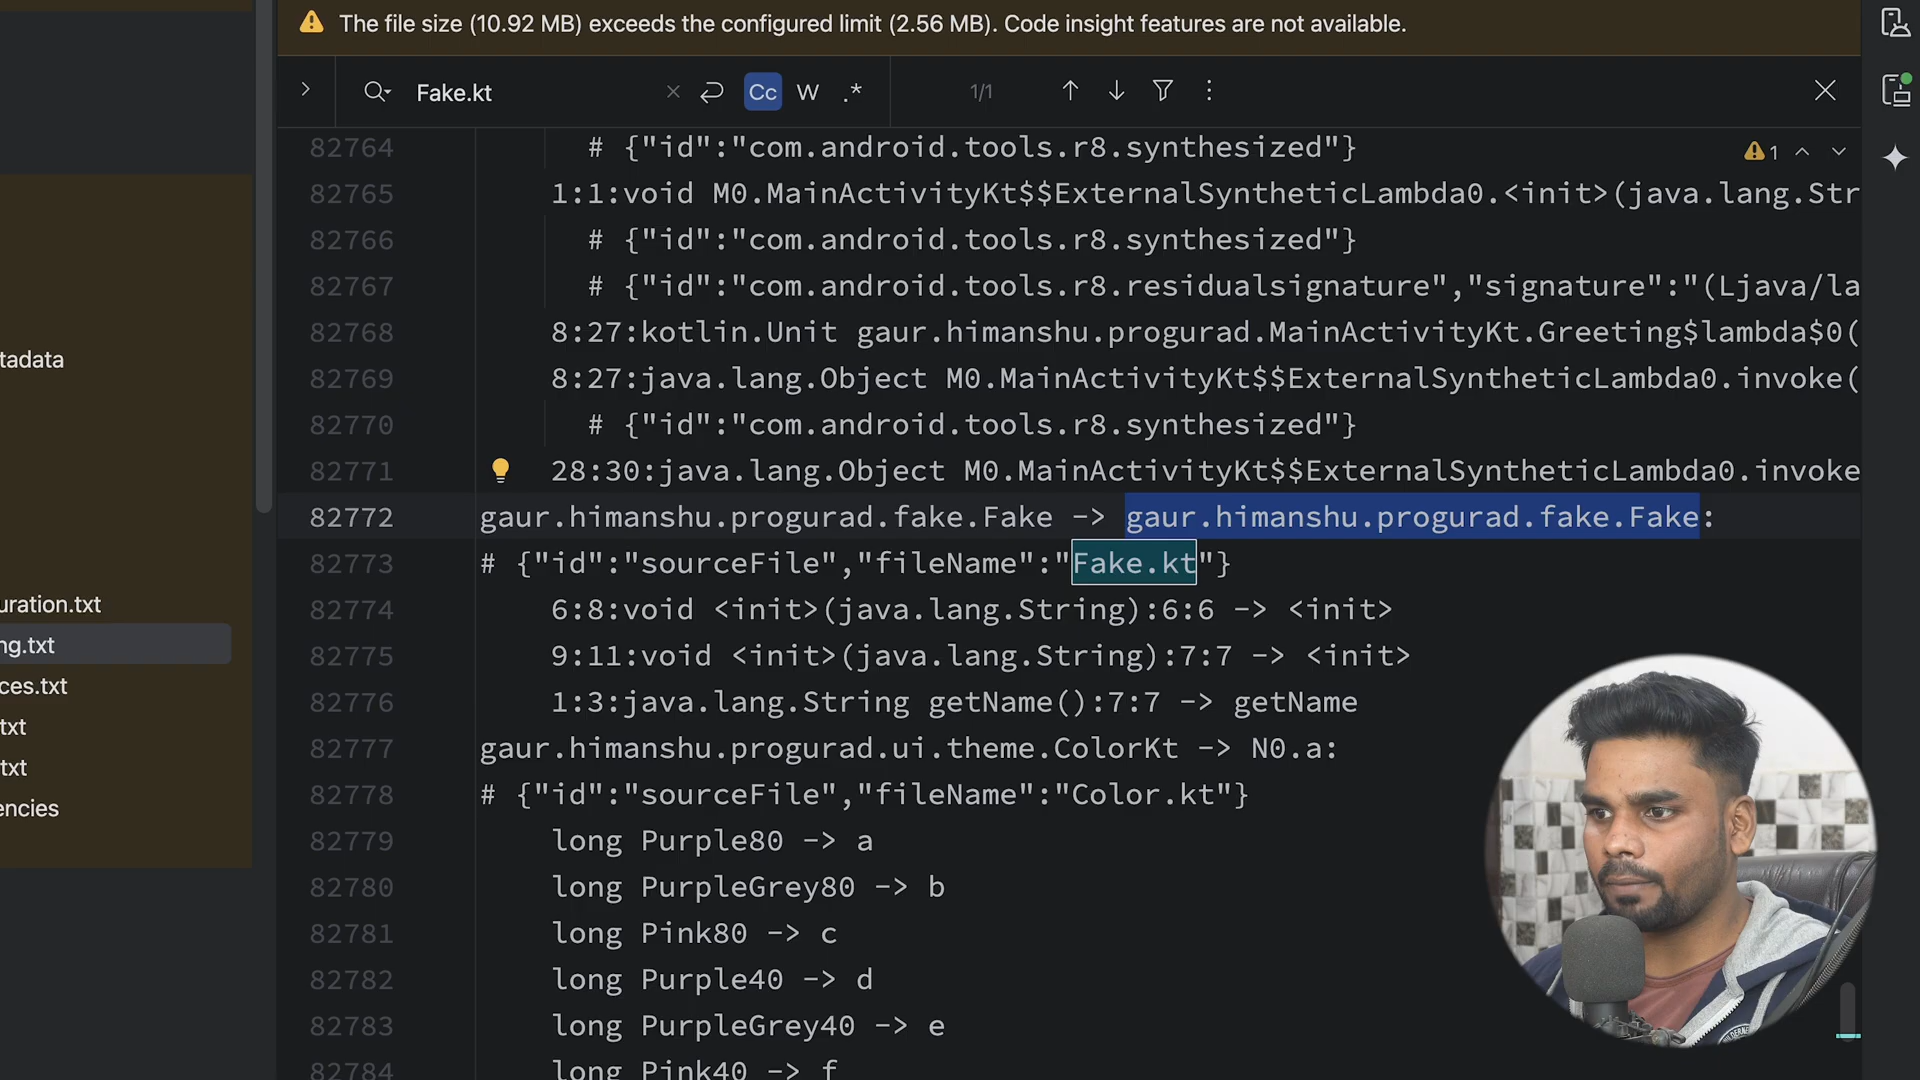 The file size (10.92 MB) exceeds the configured limit (2.56 MB). Code insight features are not available.
Fake.kt
Cc
W
.*
1/1
82764 # {"id":"com.android.tools.r8.synthesized"}
1
82765 1:1:void M0.MainActivityKt$$ExternalSyntheticLambda0.<init>(java.lang.Str
82766 # {"id":"com.android.tools.r8.synthesized"}
82767 # {"id":"com.android.tools.r8.residualsignature","signature":"(Ljava/la
82768 8:27:kotlin.Unit gaur.himanshu.progurad.MainActivityKt.Greeting$lambda$0(
82769 8:27:java.lang.Object M0.MainActivityKt$$ExternalSyntheticLambda0.invoke(
82770 # {"id":"com.android.tools.r8.synthesized"}
82771 28:30:java.lang.Object M0.MainActivityKt$$ExternalSyntheticLambda0.invoke
82772 gaur.himanshu.progurad.fake.Fake -> gaur.himanshu.progurad.fake.Fake:
82773 # {"id":"sourceFile","fileName":"Fake.kt"}
82774 6:8:void <init>(java.lang.String):6:6 -> <init>
82775 9:11:void <init>(java.lang.String):7:7 -> <init>
82776 1:3:java.lang.String getName():7:7 -> getName
82777 gaur.himanshu.progurad.ui.theme.ColorKt -> N0.a:
82778 # {"id":"sourceFile","fileName":"Color.kt"}
82779 long Purple80 -> a
82780 long PurpleGrey80 -> b
82781 long Pink80 -> c
82782 long Purple40 -> d
82783 long PurpleGrey40 -> e
82784 long Pink40 -> f
tadata
uration.txt
ng.txt
ces.txt
txt
txt
encies